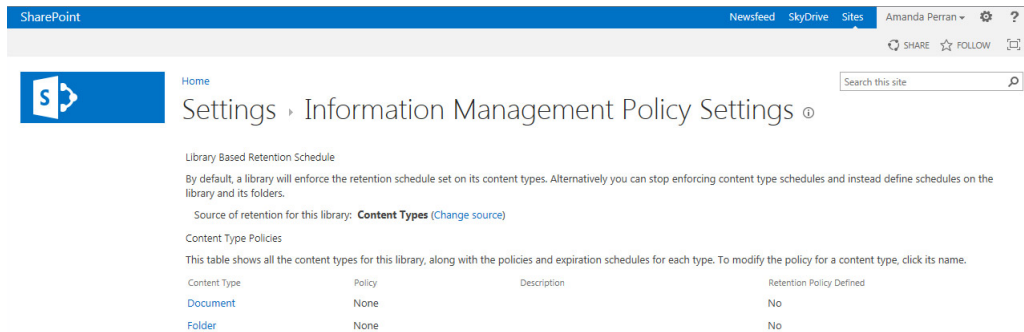 SharePoint Newsfeed SkyDrive Sites Amanda Perran ?
SHARE FOLLOW
S
Home Search this site
Settings Information Management Policy Settings
Library Based Retention Schedule
By default, a library will enforce the retention schedule set on its content types. Alternatively you can stop enforcing content type schedules and instead define schedules on the
library and its folders.
Source of retention for this library: Content Types (Change source)
Content Type Policies
This table shows all the content types for this library, along with the policies and expiration schedules for each type. To modify the policy for a content type, click its name.
Content Type Policy Description Retention Policy Defined
Document None No
Folder None No